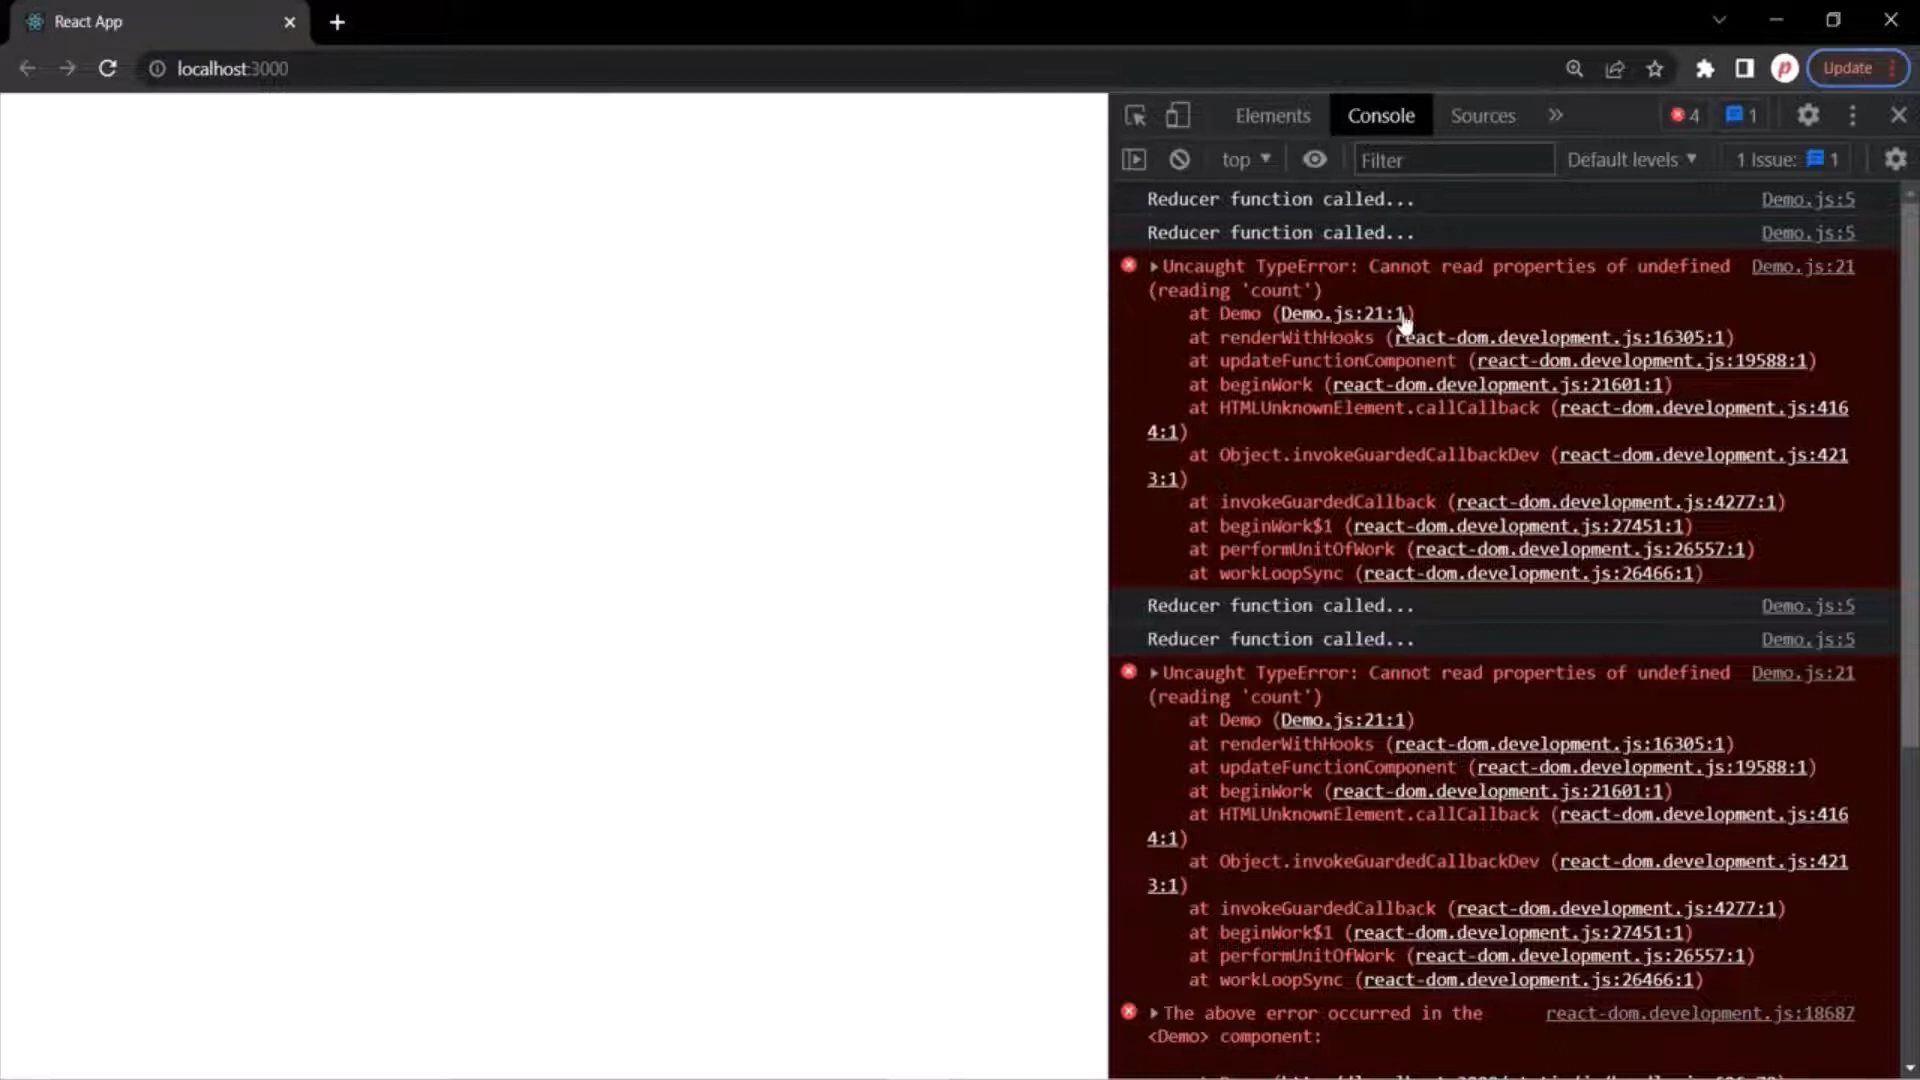 React App
localhost:3000
Update
Elements Console Sources » 4 1
top Filter Default levels 1 Issue: 1
Reducer function called... Demo.js:5
Reducer function called... Demo.js:5
Uncaught TypeError: Cannot read properties of undefined Demo.js:21
(reading 'count')
at Demo (Demo.js:21:1)
at renderWithHooks (react-dom.development.js:16305:1)
at updateFunctionComponent (react-dom.development.js:19588:1)
at beginWork (react-dom.development.js:21601:1)
at HTMLUnknownElement.callCallback (react-dom.development.js:416
4:1)
at Object.invokeGuardedCallbackDev (react-dom.development.js:421
3:1)
at invokeGuardedCallback (react-dom.development.js:4277:1)
at beginWork$1 (react-dom.development.js:27451:1)
at performUnitOfWork (react-dom.development.js:26557:1)
at workLoopSync (react-dom.development.js:26466:1)
Reducer function called... Demo.js:5
Reducer function called... Demo.js:5
Uncaught TypeError: Cannot read properties of undefined Demo.js:21
(reading 'count')
at Demo (Demo.js:21:1)
at renderWithHooks (react-dom.development.js:16305:1)
at updateFunctionComponent (react-dom.development.js:19588:1)
at beginWork (react-dom.development.js:21601:1)
at HTMLUnknownElement.callCallback (react-dom.development.js:416
4:1)
at Object.invokeGuardedCallbackDev (react-dom.development.js:421
3:1)
at invokeGuardedCallback (react-dom.development.js:4277:1)
at beginWork$1 (react-dom.development.js:27451:1)
at performUnitOfWork (react-dom.development.js:26557:1)
at workLoopSync (react-dom.development.js:26466:1)
The above error occurred in the react-dom.development.js:18687
<Demo> component: